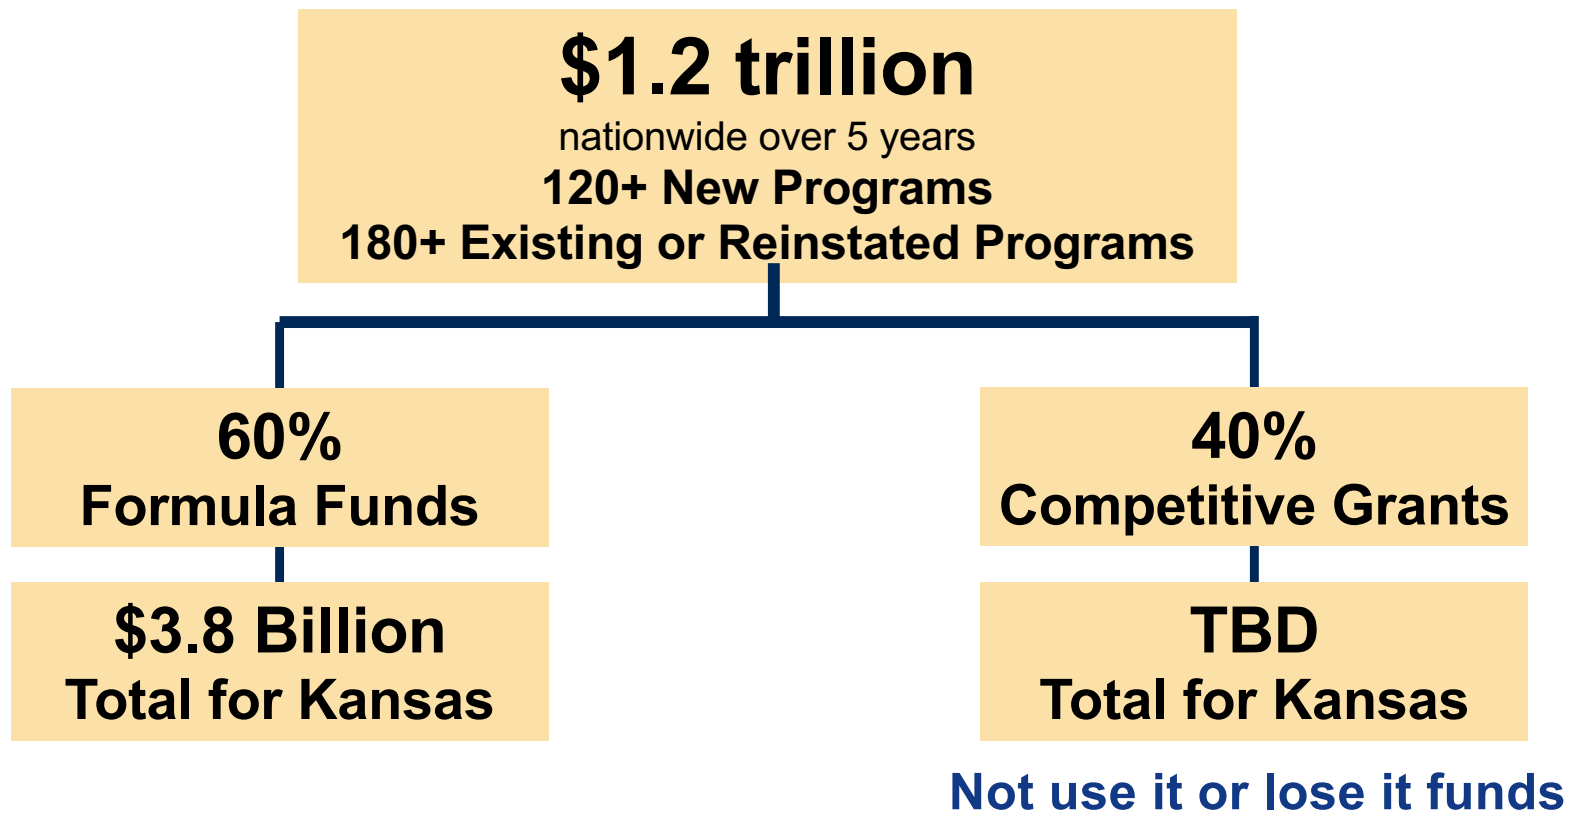 $1.2 trillion
nationwide over 5 years
120+ New Programs
180+ Existing or Reinstated Programs
60%
Formula Funds
$3.8 Billion
Total for Kansas
40%
Competitive Grants
TBD
Total for Kansas
Not use it or lose it funds